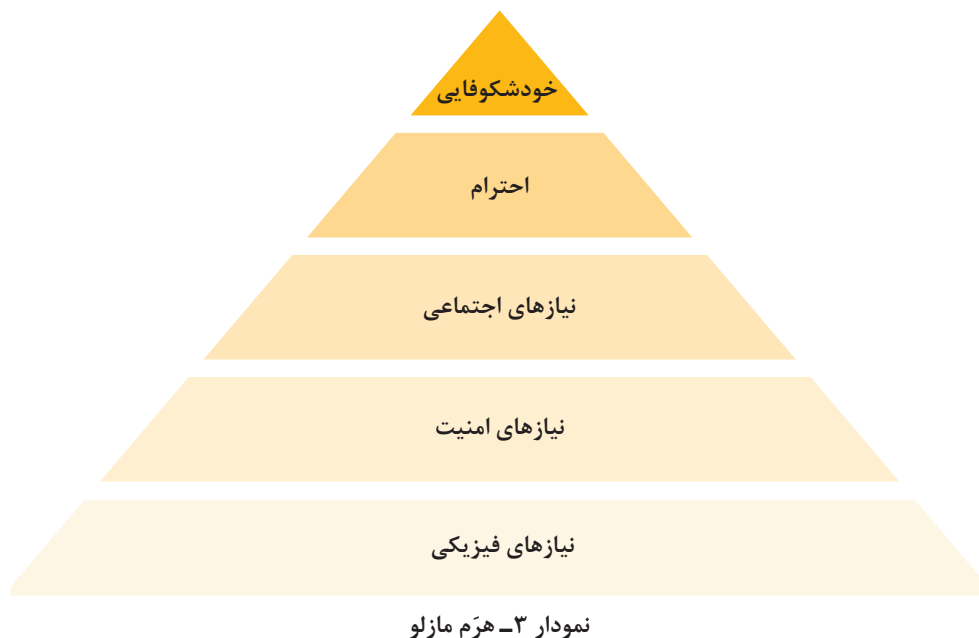 خودشکوفایی
احترام
نیازهای اجتماعی
نیازهای امنیت
نیازهای فیزیکی
نمودار ۳ـ هرَم مازلو